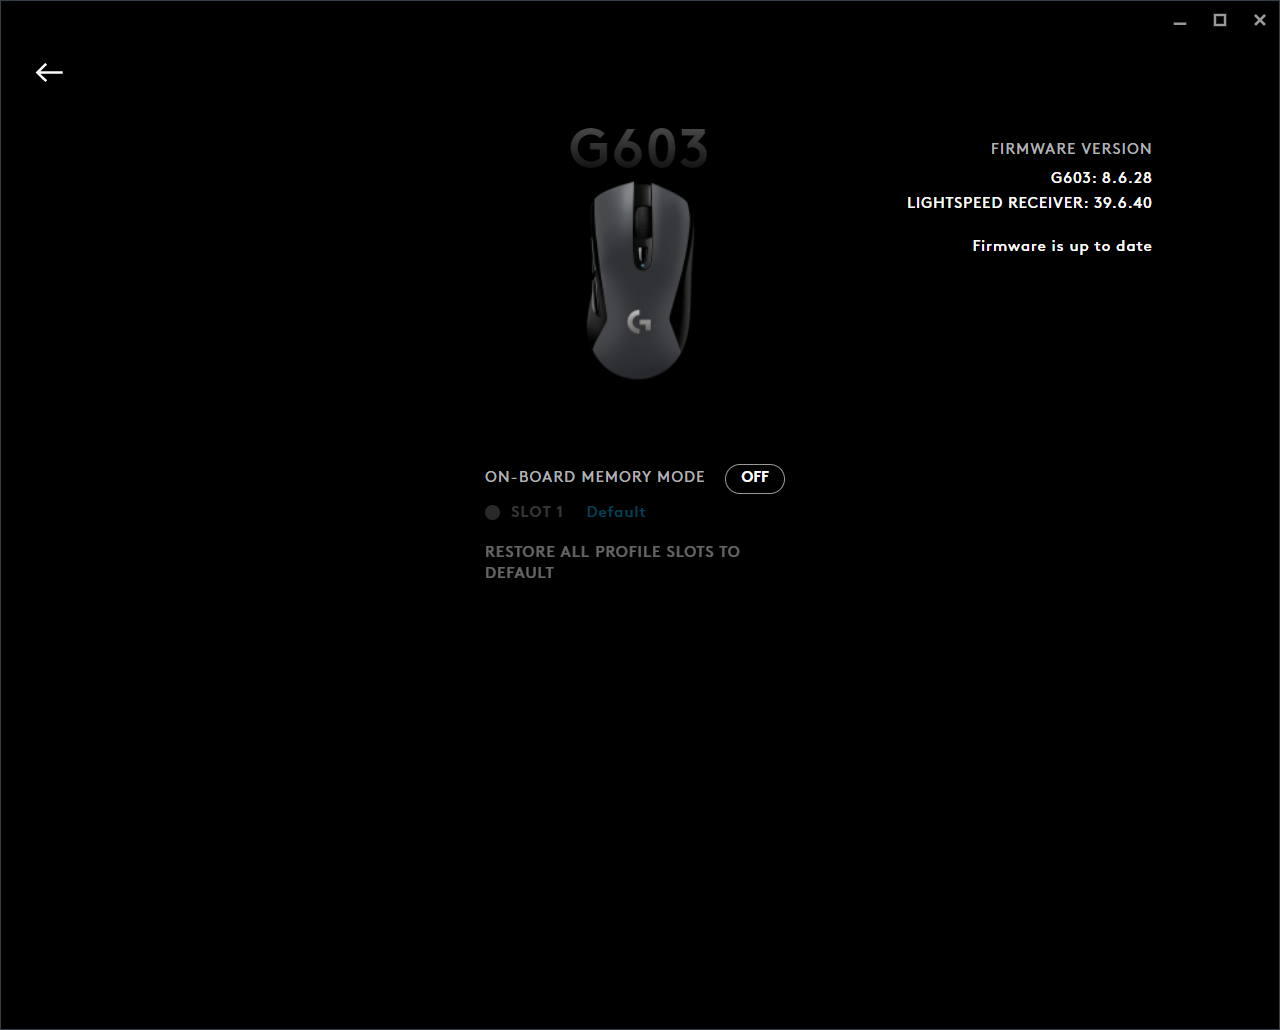 G603
FIRMWARE VERSION
G603: 8.6.28
LIGHTSPEED RECEIVER: 39.6.40
Firmware is up to date
ON-BOARD MEMORY MODE OFF
SLOT 1 Default
RESTORE ALL PROFILE SLOTS TO
DEFAULT